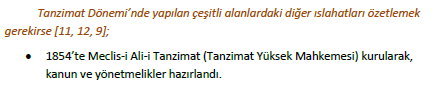 Tanzimat Dönemi'nde yapılan çeşitli alanlardaki diğer ıslahatları özetlemek
gerekirse [11, 12, 9];
• 1854'te Meclis-i Ali-i Tanzimat (Tanzimat Yüksek Mahkemesi) kurularak,
kanun ve yönetmelikler hazırlandı.